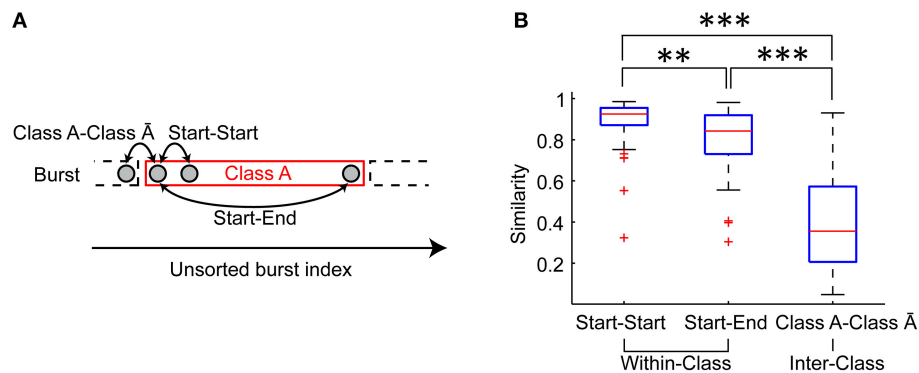 A
Class A-Class Ā Start-Start
Burst
Class A
Start-End
Unsorted burst index
B
***
** ***
1
0.8
0.6
0.4
0.2
Similarity
Start-Start Start-End Class A-Class Ā
Within-Class Inter-Class